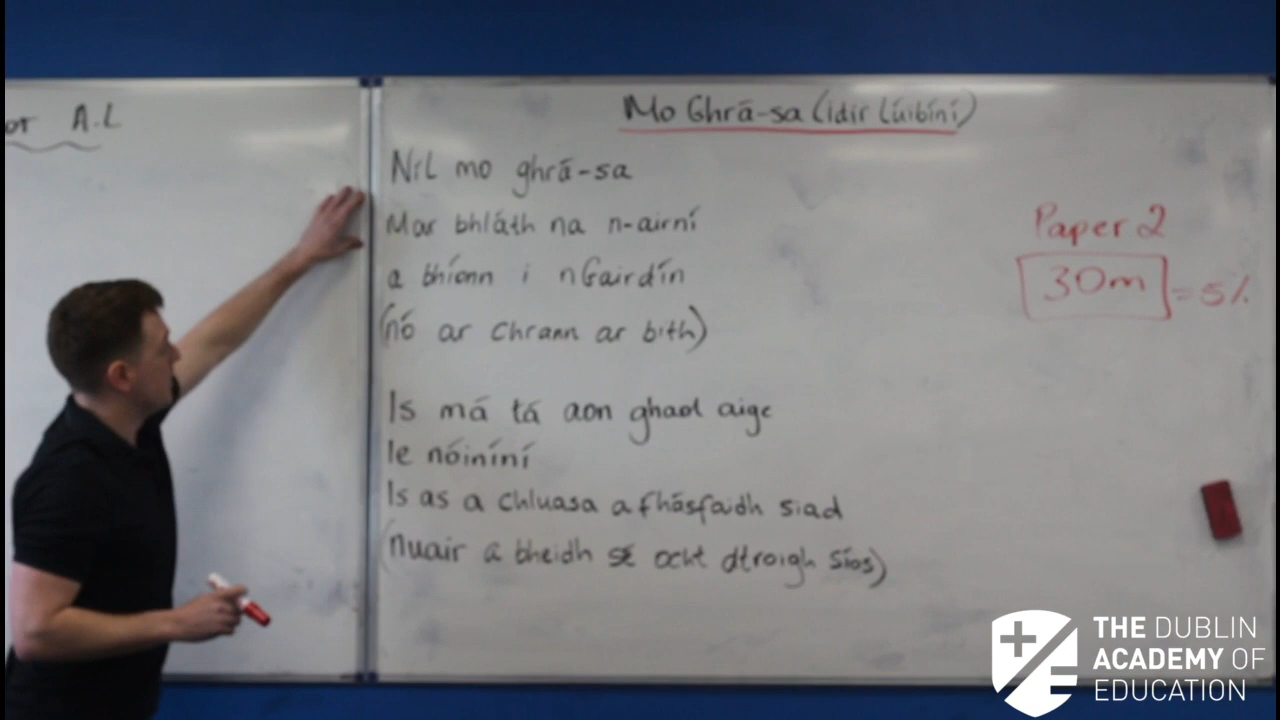 or A.L
Mo Ghrá-sa (idir Lúibíní)
Níl mo ghrá-sa
Mar bhláth na n-airní
a bhíonn i nGairdín
(nó ar chrann ar bith)
Is má tá aon ghaol aige
le nóiníní
Is as a chluasa a fhásfaidh siad
(nuair a bheidh sé ocht dtroigh síos)
Paper 2
30m = 5%
THE DUBLIN
ACADEMY OF
EDUCATION